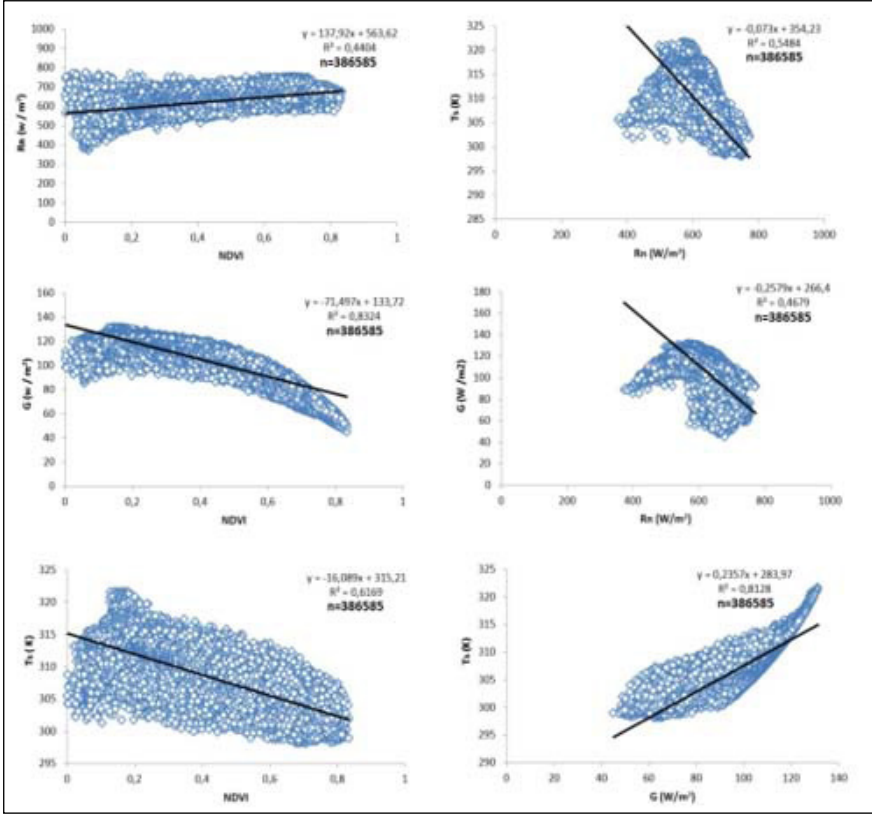 y = 137,92x + 563,62
R² = 0,4404
n=386585
1000
900
800
700
600
500
400
300
200
100
0
Rn (w / m²)
0 0,2 0,4 0,6 0,8 1
NDVI
y = -0,073x + 354,23
R² = 0,5484
n=386585
325
320
315
310
305
300
295
290
285
Ts (K)
200 400 600 800 1000
Rn (W/m²)
y = -71,497x + 133,72
R² = 0,8324
n=386585
160
140
120
100
80
60
40
20
0
G (w / m²)
0 0,2 0,4 0,6 0,8 1
NDVI
y = -0,2579x + 266,4
R² = 0,4679
n=386585
180
160
140
120
100
80
60
40
20
0
G (W /m2)
0 200 400 600 800 1000
Rn (W/m²)
y = -16,089x + 315,21
R² = 0,6169
n=386585
325
320
315
310
305
300
295
Ts ( K)
0 0,2 0,4 0,6 0,8 1
NDVI
y = 0,2357x + 283,97
R² = 0,8128
n=386585
325
320
315
310
305
300
295
290
Ts (K)
0 20 40 60 80 100 120 140
G (W/m²)